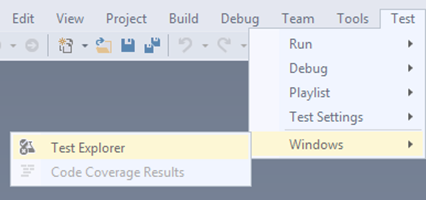 Edit View Project Build Debug Team Tools Test
Run
Debug
Playlist
Test Settings
Windows
Test Explorer
Code Coverage Results